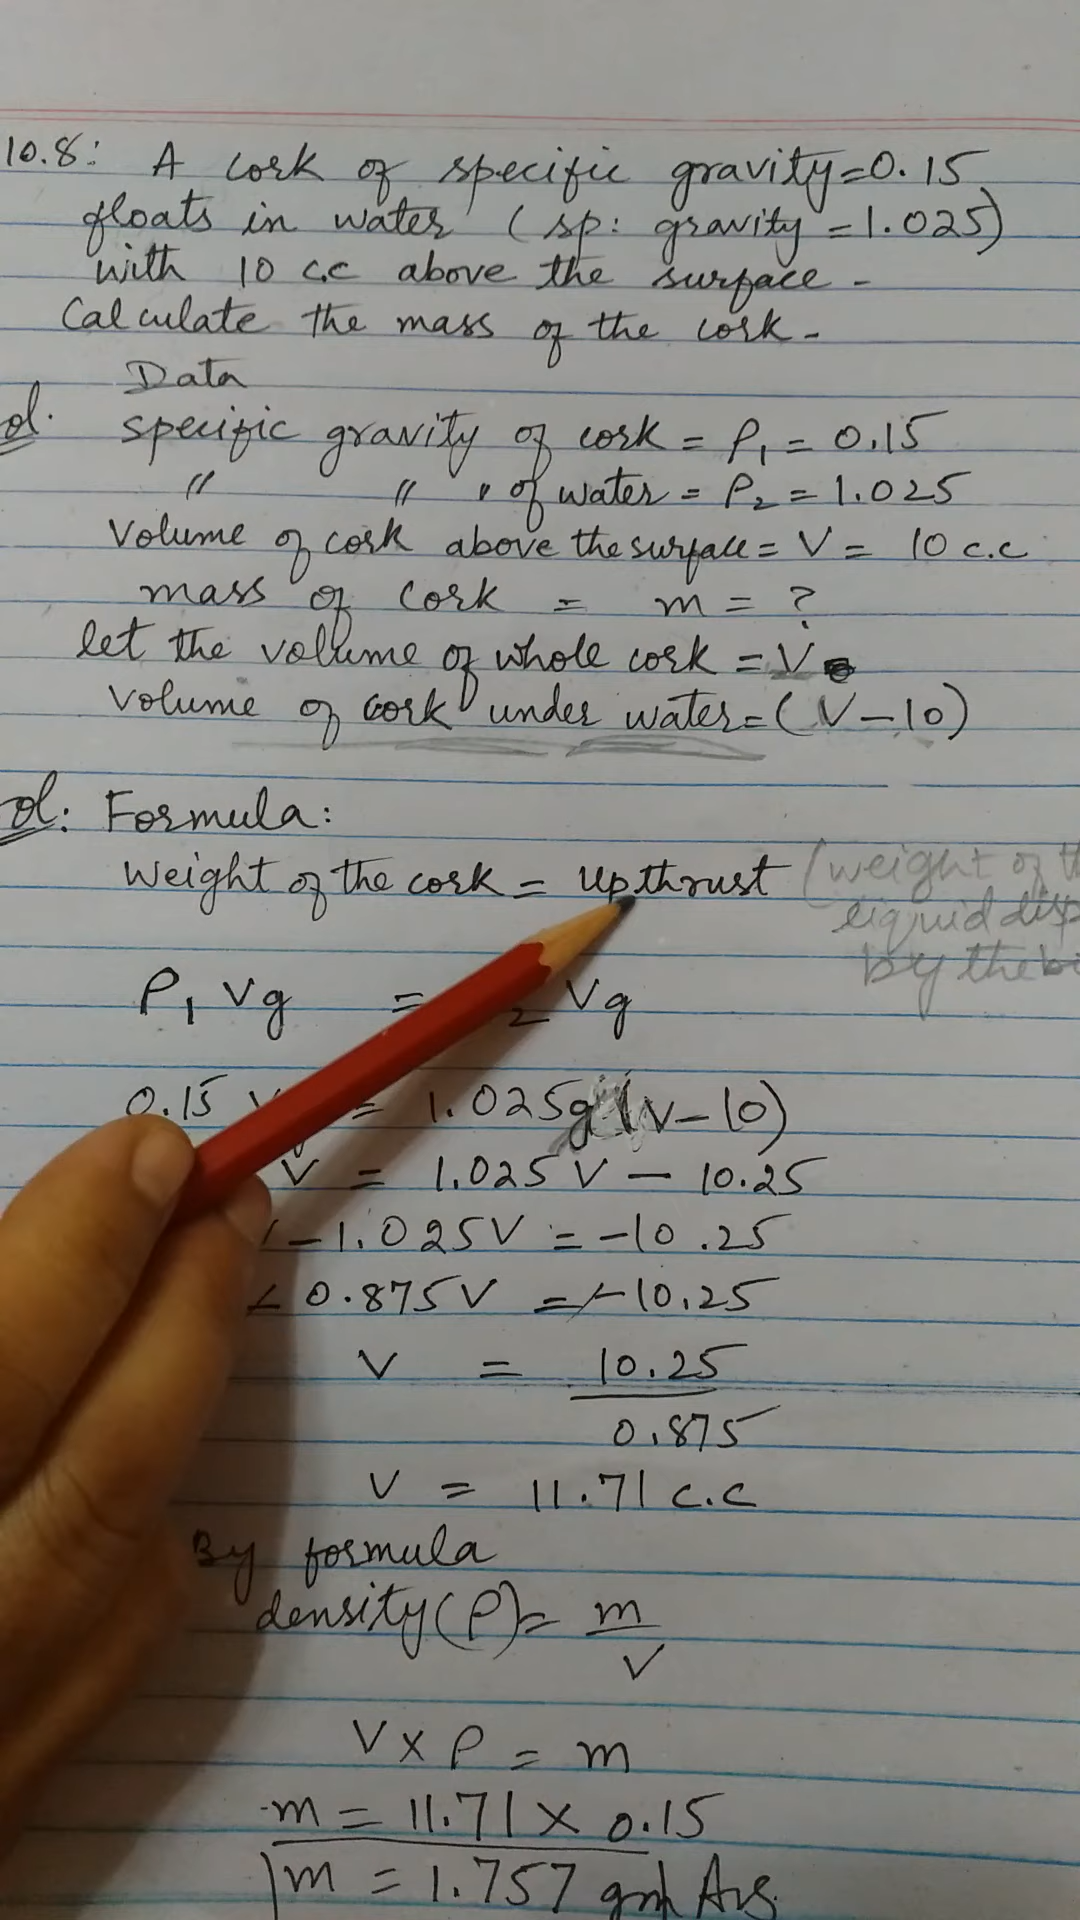 10.8: A cork of specific gravity=0.15
floats in water (sp: gravity =1.025)
with 10 c.c above the surface -
Calculate the mass of the cork -
Data
specific gravity of cork = ρ₁ = 0.15
" " " of water = ρ₂ = 1.025
Volume of cork above the surface = V = 10 c.c
mass of cork = m = ?
let the volume of whole cork = V
Volume of cork under water = (V-10)
ol: Formula:
Weight of the cork = upthrust (weight of
liquid
by the
ρ₁ Vg = ₂ Vg
0.15 = 1.025g (V-10)
V = 1.025 V - 10.25
-1.025V = -10.25
0.875V = -10.25
V = 10.25
0.875
V = 11.71 c.c
By formula
density (ρ) = m
V
V x ρ = m
m = 11.71 x 0.15
m = 1.757 gm Ans